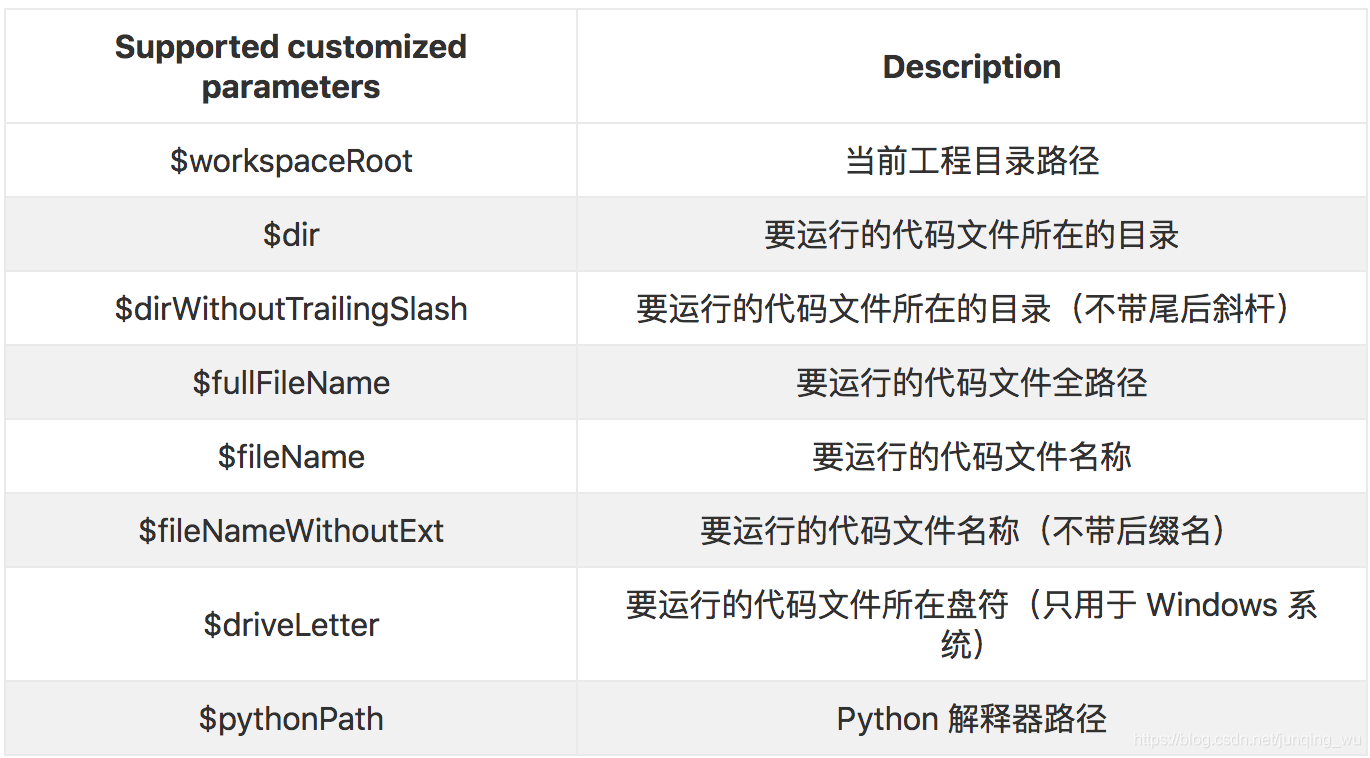 Supported customized
parameters
Description
$workspaceRoot
当前工程目录路径
$dir
要运行的代码文件所在的目录
$dirWithoutTrailingSlash
要运行的代码文件所在的目录（不带尾后斜杆）
$fullFileName
要运行的代码文件全路径
$fileName
要运行的代码文件名称
$fileNameWithoutExt
要运行的代码文件名称（不带后缀名）
$driveLetter
要运行的代码文件所在盘符（只用于 Windows 系
统）
$pythonPath
Python 解释器路径
https://blog.csdn.net/junqing_wu